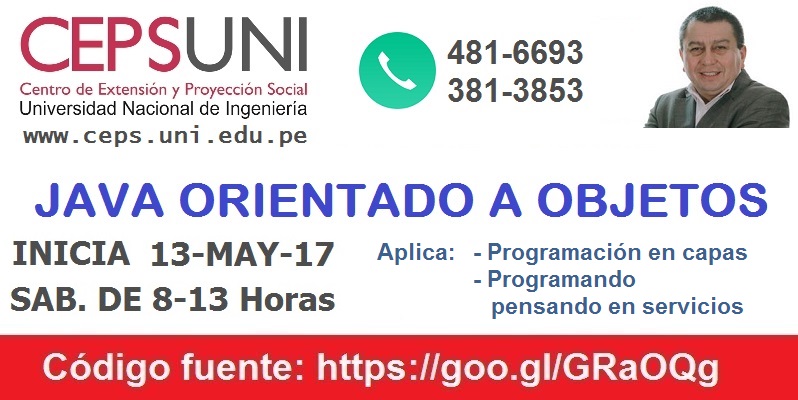 CEPSUNI
Centro de Extensión y Proyección Social
Universidad Nacional de Ingeniería
www.ceps.uni.edu.pe
481-6693
381-3853
JAVA ORIENTADO A OBJETOS
INICIA 13-MAY-17
SAB. DE 8-13 Horas
Aplica: - Programación en capas
- Programando
pensando en servicios
Código fuente: https://goo.gl/GRaOQg